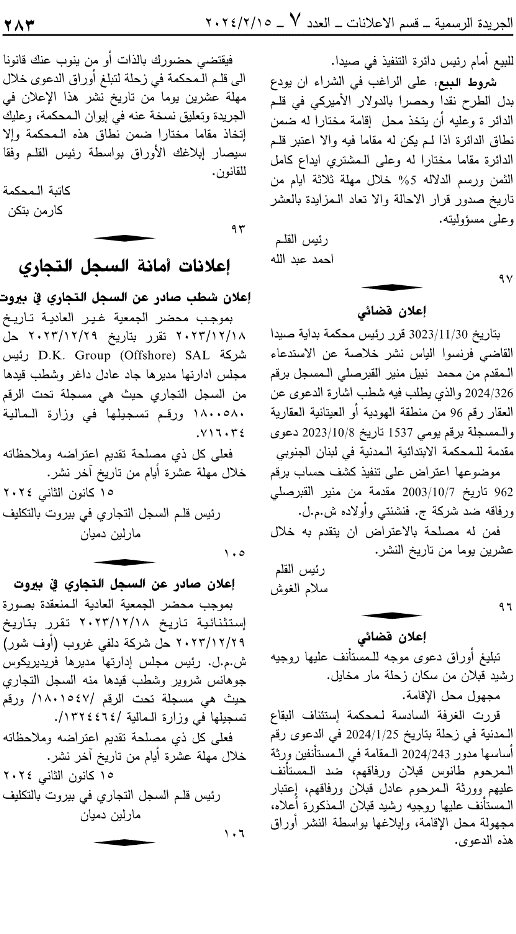 الجريدة الرسمية – قسم الاعلانات – العدد ٧ – ٢٠٢٤/٢/١٥
٢٨٣
للبيع أمام رئيس دائرة التنفيذ في صيدا.
شروط البيع: على الراغب في الشراء ان يودع
بدل الطرح نقدا وحصرا بالدولار الأميركي في قلم
الدائرة وعليه أن يتخذ محل إقامة مختارا له ضمن
نطاق الدائرة اذا لم يكن له مقاما فيه والا اعتبر قلم
الدائرة مقاما مختارا له وعلى المشتري ايداع كامل
الثمن ورسم الدلاله 5% خلال مهلة ثلاثة ايام من
تاريخ صدور قرار الاحالة والا تعاد المزايدة بالعشر
وعلى مسؤوليته.
رئيس القلم
احمد عبد الله
٩٧
إعلان قضائي
بتاريخ 3023/11/30 قرر رئيس محكمة بداية صيدا
القاضي فرنسوا الياس نشر خلاصة عن الاستدعاء
المقدم من محمد نبيل منير القبرصلي المسجل برقم
2024/326 والذي يطلب فيه شطب اشارة الدعوى عن
العقار رقم 96 من منطقة الهودية أو العيتانية العقارية
والمسجلة برقم يومي 1537 تاريخ 2023/10/8 دعوى
مقدمة للمحكمة الابتدائية المدنية في لبنان الجنوبي
موضوعها اعتراض على تنفيذ كشف حساب برقم
962 تاريخ 2003/10/7 مقدمة من منير القبرصلي
ورفاقه ضد شركة ج. فنشنتي وأولاده ش.م.ل.
فمن له مصلحة بالاعتراض ان يتقدم به خلال
عشرين يوما من تاريخ النشر.
رئيس القلم
سلام الغوش
٩٦
إعلان قضائي
تبليغ أوراق دعوى موجه للمستأنف عليها روجيه
رشيد قبلان من سكان زحلة مار مخايل.
مجهول محل الإقامة.
قررت الغرفة السادسة لمحكمة إستئناف البقاع
المدنية في زحلة بتاريخ 2024/1/25 في الدعوى رقم
أساسها مدور 2024/243 المقامة في المستأنفين ورثة
المرحوم طانوس قبلان ورفاقهم، ضد المستأنف
عليهم وورثة المرحوم عادل قبلان ورفاقهم، إعتبار
المستأنف عليها روجيه رشيد قبلان المذكورة أعلاه،
مجهولة محل الإقامة، وإبلاغها بواسطة النشر أوراق
هذه الدعوى.
فيقتضي حضورك بالذات أو من ينوب عنك قانونا
الى قلم المحكمة في زحلة لتبلغ أوراق الدعوى خلال
مهلة عشرين يوما من تاريخ نشر هذا الإعلان في
الجريدة وتعليق نسخة عنه في إيوان المحكمة، وعليك
إتخاذ مقاما مختارا ضمن نطاق هذه المحكمة وإلا
سيصار إبلاغك الأوراق بواسطة رئيس القلم وفقا
للقانون.
كاتبة المحكمة
كارمن بتكن
٩٣
إعلانات أمانة السجل التجاري
إعلان شطب صادر عن السجل التجاري في بيروت
بموجب محضر الجمعية غير العادية تاريخ
٢٠٢٣/١٢/١٨ تقرر بتاريخ ٢٠٢٣/١٢/٢٩ حل
شركة D.K. Group (Offshore) SAL رئيس
مجلس ادارتها مديرها جاد عادل داغر وشطب قيدها
من السجل التجاري حيث هي مسجلة تحت الرقم
١٨٠٠٥٨٠ ورقم تسجيلها في وزارة المالية
٧١٦٠٣٤.
فعلى كل ذي مصلحة تقديم اعتراضه وملاحظاته
خلال مهلة عشرة أيام من تاريخ آخر نشر.
١٥ كانون الثاني ٢٠٢٤
رئيس قلم السجل التجاري في بيروت بالتكليف
مارلين دميان
١٠٥
إعلان صادر عن السجل التجاري في بيروت
بموجب محضر الجمعية العادية المنعقدة بصورة
إستثنائية تاريخ ٢٠٢٣/١٢/١٨ تقرر بتاريخ
٢٠٢٣/١٢/٢٩ حل شركة دلفي غروب (أوف شور)
ش.م.ل. رئيس مجلس إدارتها مديرها فريديريكوس
جوهانس شروير وشطب قيدها منه السجل التجاري
حيث هي مسجلة تحت الرقم /١٨٠١٥٤٧/ ورقم
تسجيلها في وزارة المالية /١٣٢٤٤٦٤/.
فعلى كل ذي مصلحة تقديم اعتراضه وملاحظاته
خلال مهلة عشرة أيام من تاريخ آخر نشر.
١٥ كانون الثاني ٢٠٢٤
رئيس قلم السجل التجاري في بيروت بالتكليف
مارلين دميان
١٠٦